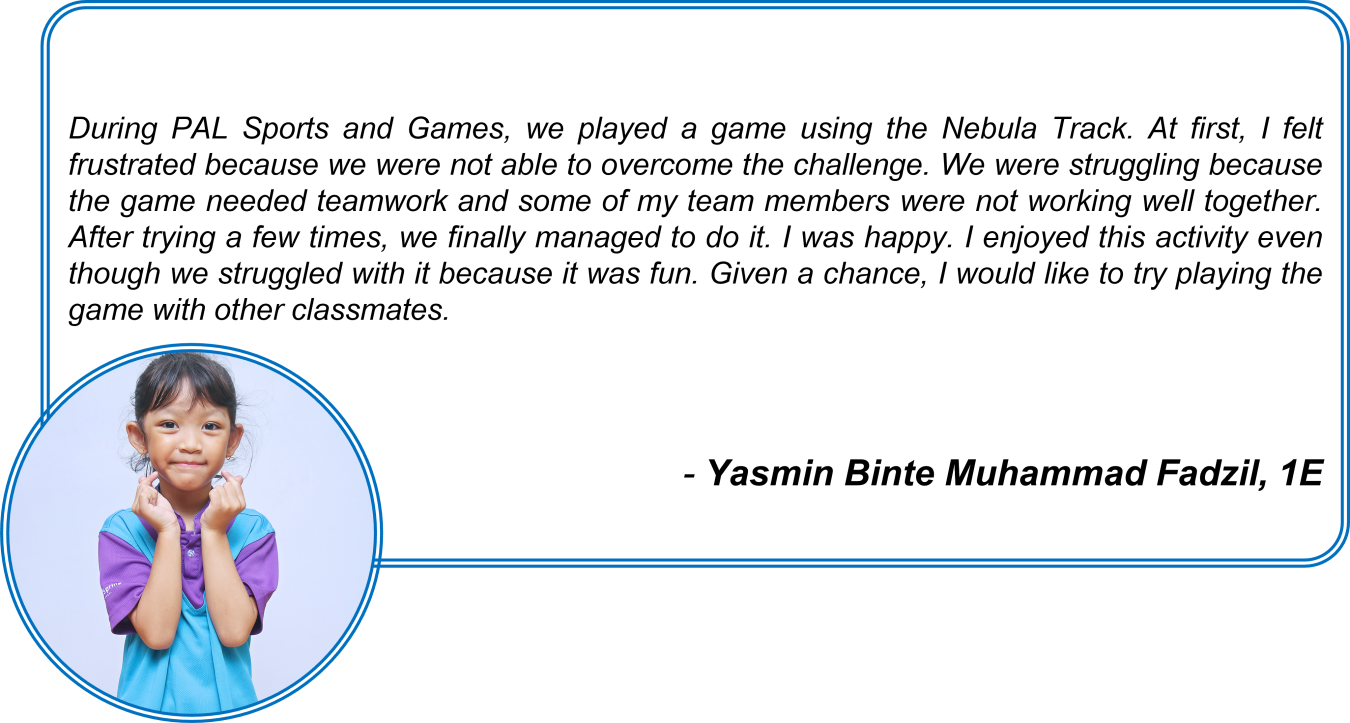 During PAL Sports and Games, we played a game using the Nebula Track. At first, I felt
frustrated because we were not able to overcome the challenge. We were struggling because
the game needed teamwork and some of my team members were not working well together.
After trying a few times, we finally managed to do it. I was happy. I enjoyed this activity even
though we struggled with it because it was fun. Given a chance, I would like to try playing the
game with other classmates.
- Yasmin Binte Muhammad Fadzil, 1E